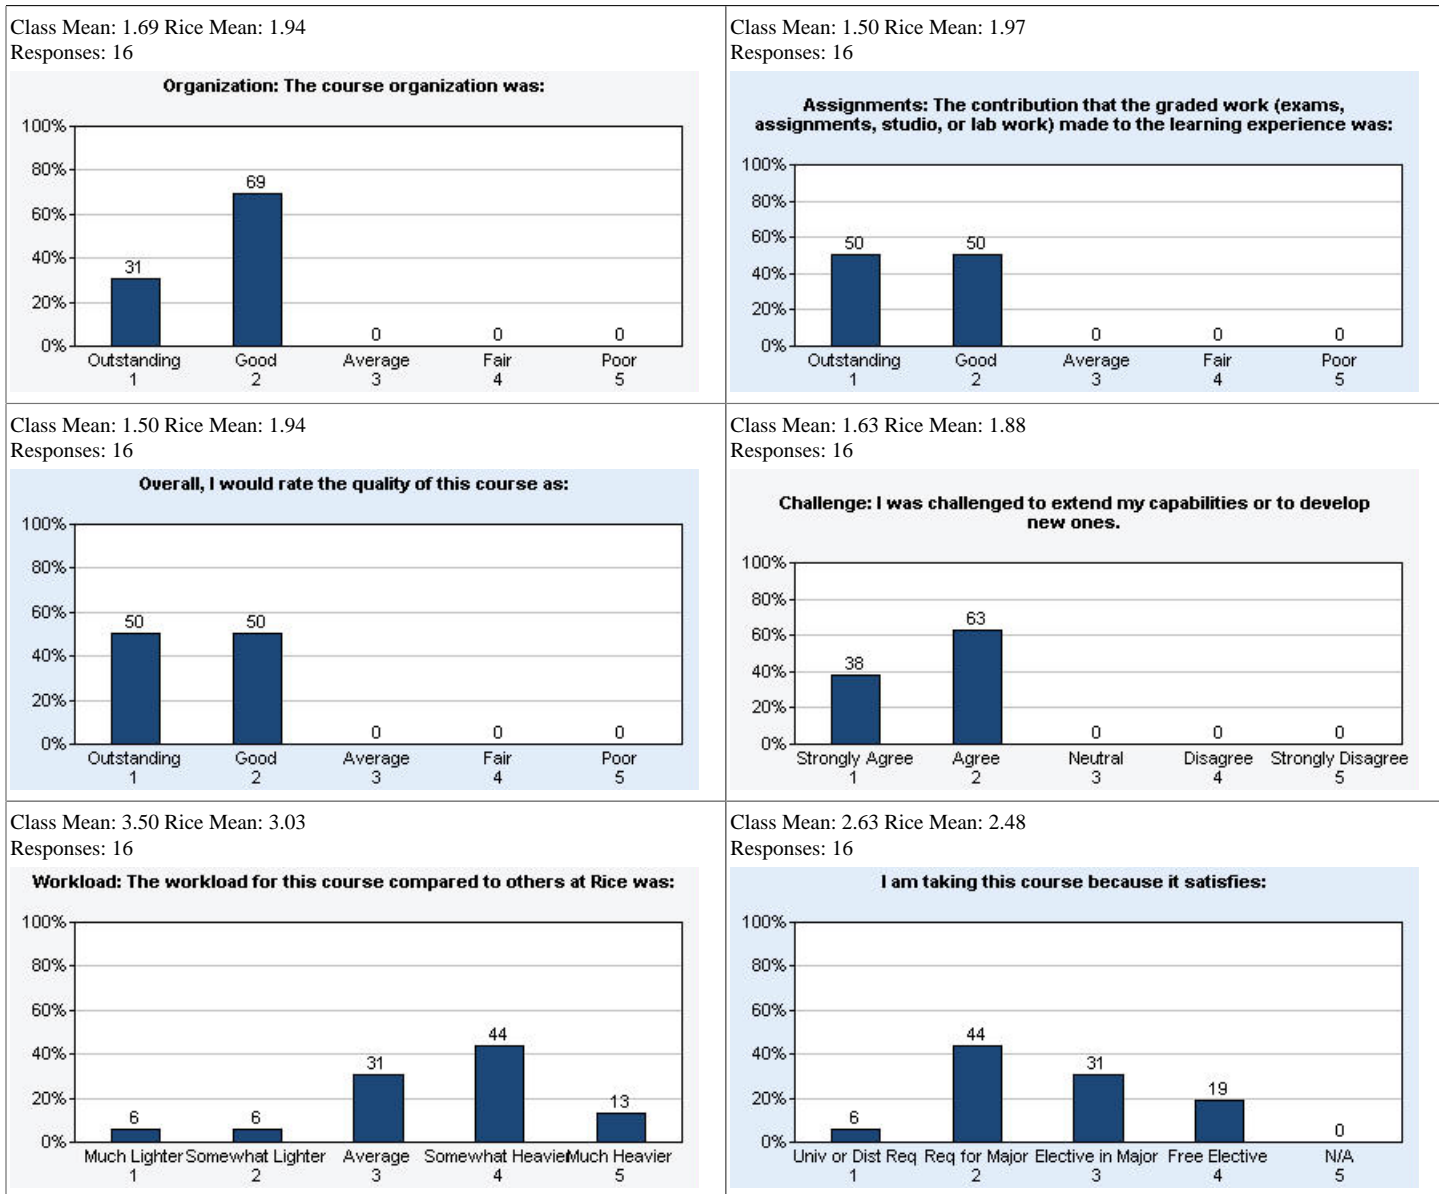 Class Mean: 1.69 Rice Mean: 1.94
Responses: 16
Organization: The course organization was:
100%
80%
60%
40%
20%
0%
31
69
0
0
0
Outstanding
1
Good
2
Average
3
Fair
4
Poor
5
Class Mean: 1.50 Rice Mean: 1.97
Responses: 16
Assignments: The contribution that the graded work (exams,
assignments, studio, or lab work) made to the learning experience was:
100%
80%
60%
40%
20%
0%
50
50
0
0
0
Outstanding
1
Good
2
Average
3
Fair
4
Poor
5
Class Mean: 1.50 Rice Mean: 1.94
Responses: 16
Overall, I would rate the quality of this course as:
100%
80%
60%
40%
20%
0%
50
50
0
0
0
Outstanding
1
Good
2
Average
3
Fair
4
Poor
5
Class Mean: 1.63 Rice Mean: 1.88
Responses: 16
Challenge: I was challenged to extend my capabilities or to develop
new ones.
100%
80%
60%
40%
20%
0%
38
63
0
0
0
Strongly Agree
1
Agree
2
Neutral
3
Disagree
4
Strongly Disagree
5
Class Mean: 3.50 Rice Mean: 3.03
Responses: 16
Workload: The workload for this course compared to others at Rice was:
100%
80%
60%
40%
20%
0%
6
6
31
44
13
Much Lighter
1
Somewhat Lighter
2
Average
3
Somewhat Heavier
4
Much Heavier
5
Class Mean: 2.63 Rice Mean: 2.48
Responses: 16
I am taking this course because it satisfies:
100%
80%
60%
40%
20%
0%
6
44
31
19
0
Univ or Dist Req
1
Req for Major
2
Elective in Major
3
Free Elective
4
N/A
5